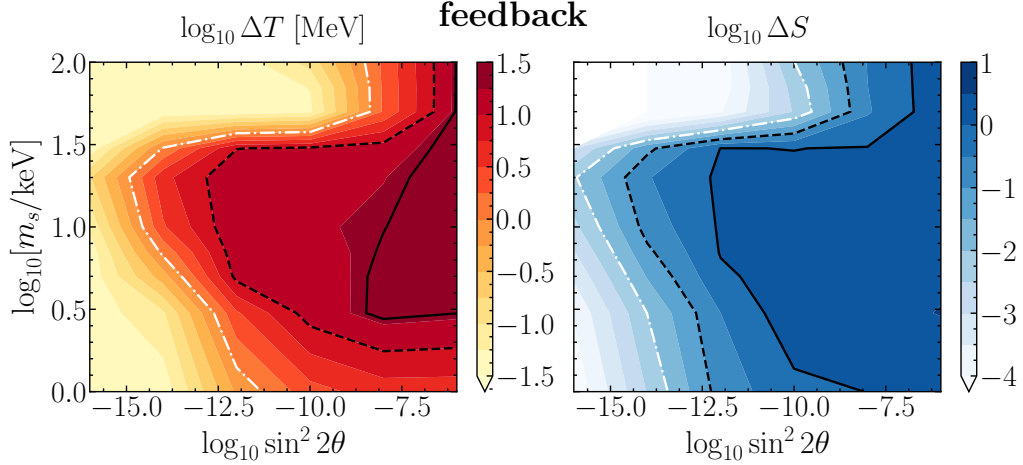 feedback
log₁₀ ΔT [MeV]
log₁₀ ΔS
2.0
1.5
1.0
0.5
0.0
log₁₀[mₛ/keV]
−15.0 −12.5 −10.0 −7.5
log₁₀ sin² 2θ
1.5
1.0
0.5
0.0
−0.5
−1.0
−1.5
−15.0 −12.5 −10.0 −7.5
log₁₀ sin² 2θ
1
0
−1
−2
−3
−4